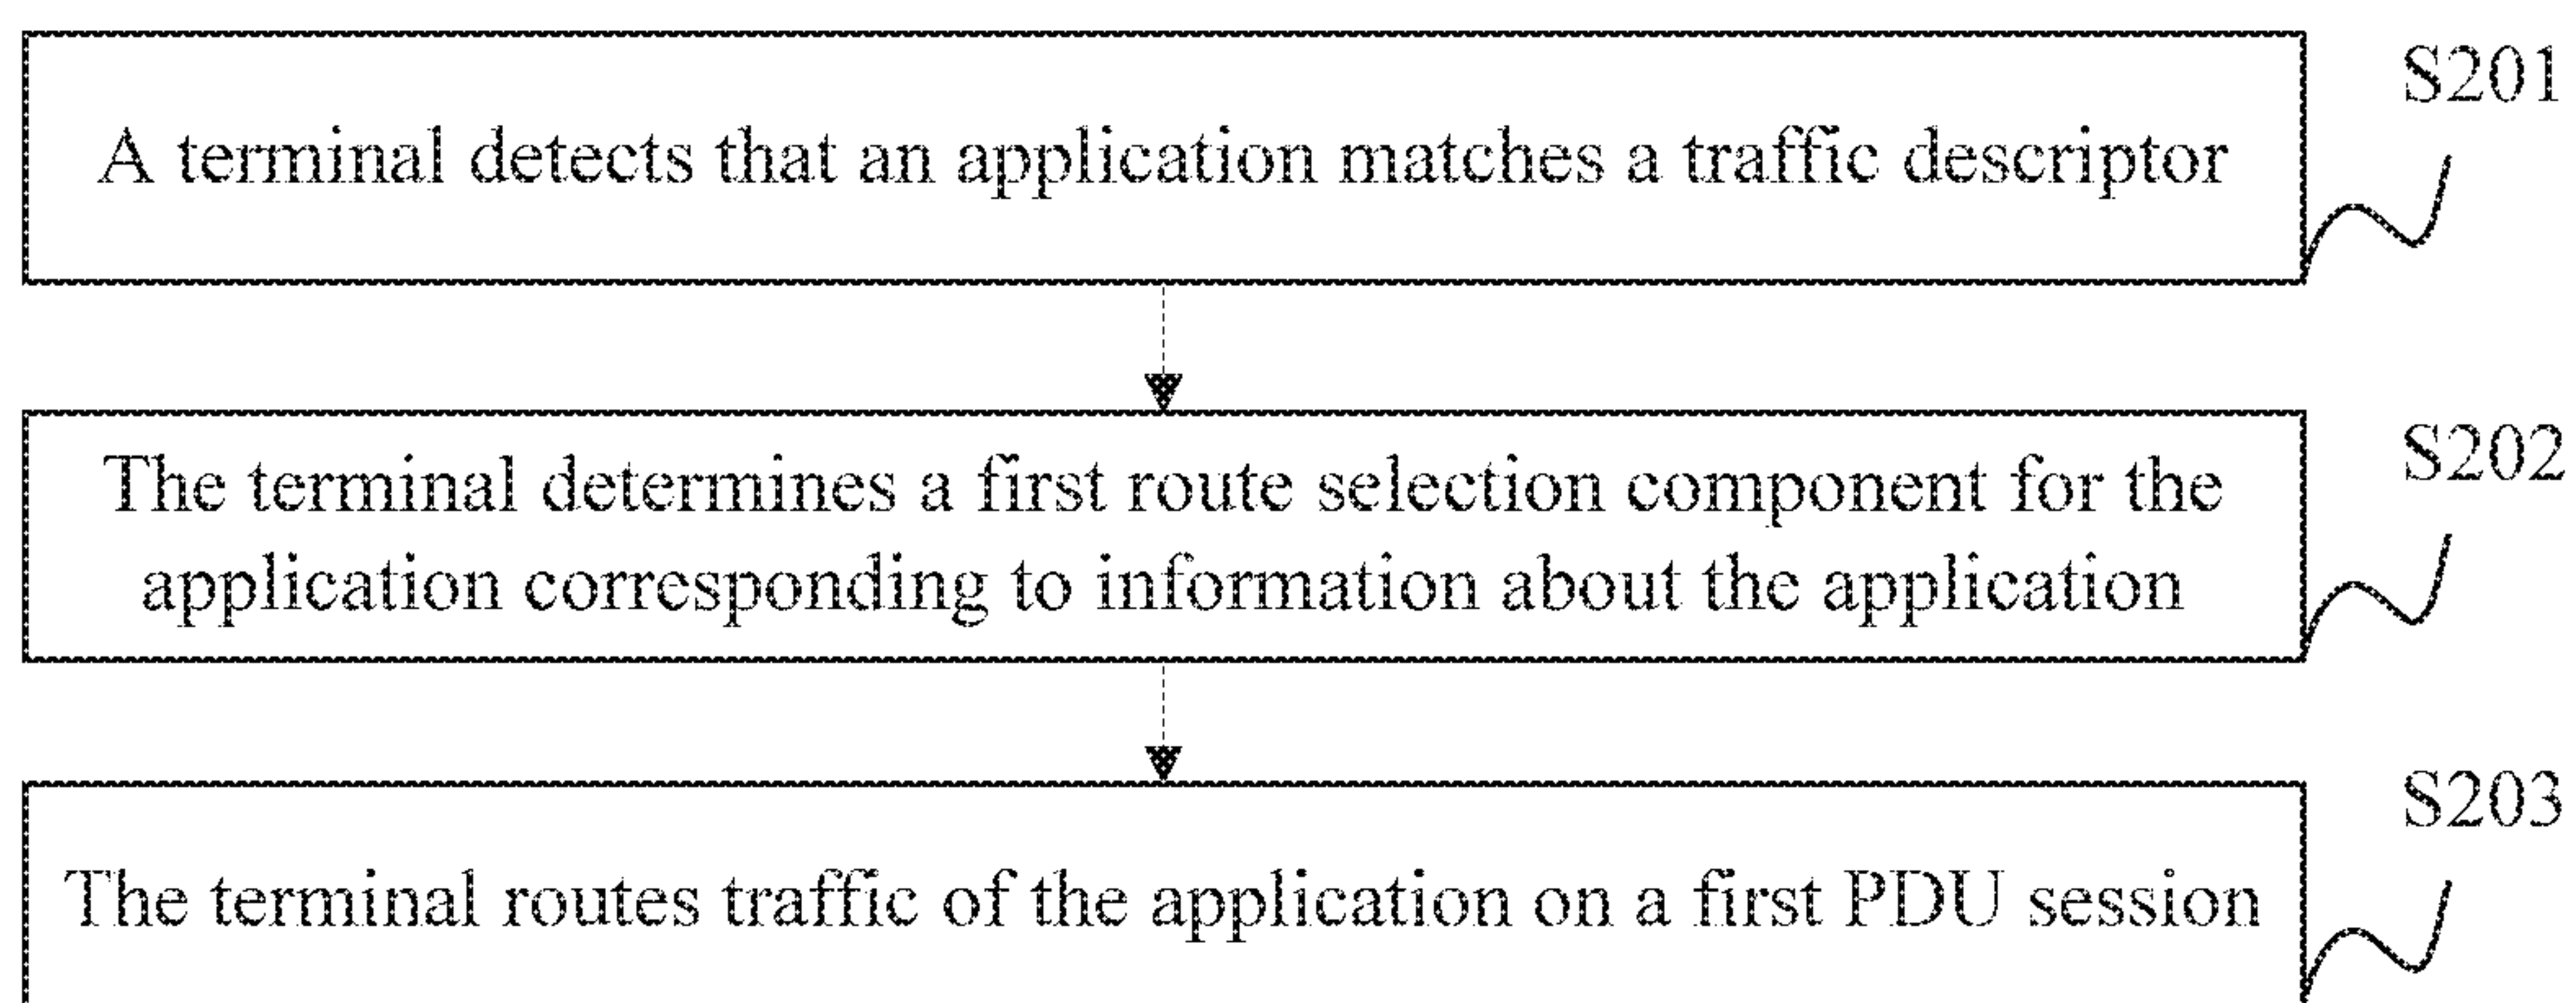 A terminal detects that an application matches a traffic descriptor
S201
The terminal determines a first route selection component for the
application corresponding to information about the application
S202
The terminal routes traffic of the application on a first PDU session
S203